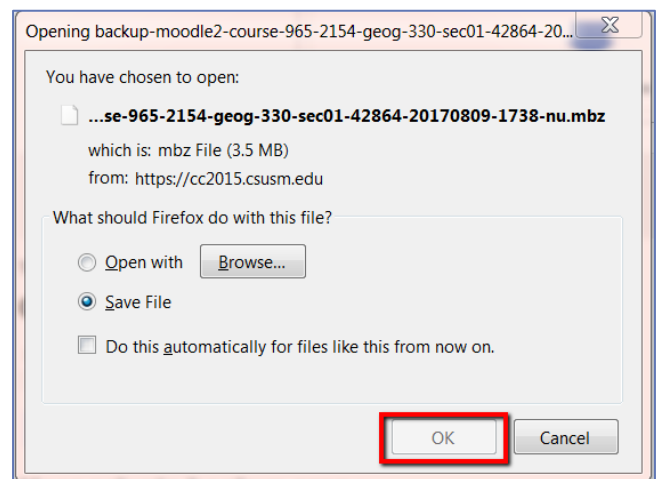 Opening backup-moodle2-course-965-2154-geog-330-sec01-42864-20...
You have chosen to open:
...se-965-2154-geog-330-sec01-42864-20170809-1738-nu.mbz
which is: mbz File (3.5 MB)
from: https://cc2015.csusm.edu
What should Firefox do with this file?
Open with Browse...
Save File
Do this automatically for files like this from now on.
OK Cancel